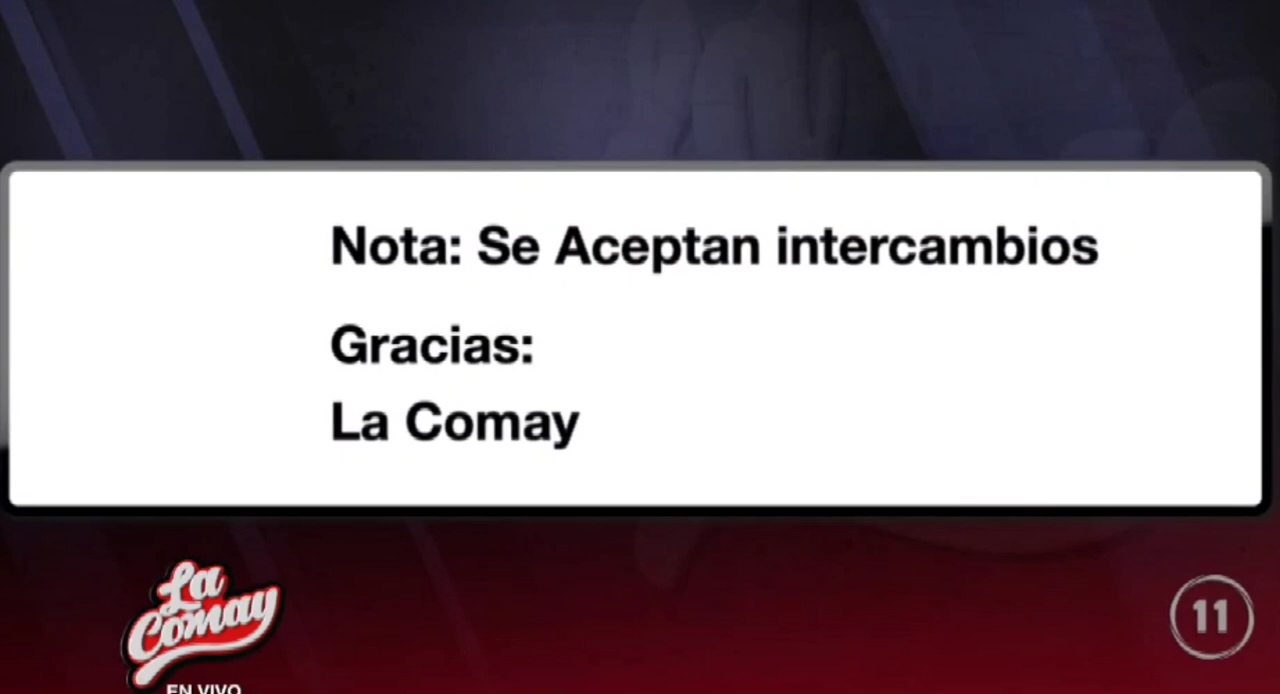 Nota: Se Aceptan intercambios
Gracias:
La Comay
La
Comay
EN VIVO
11